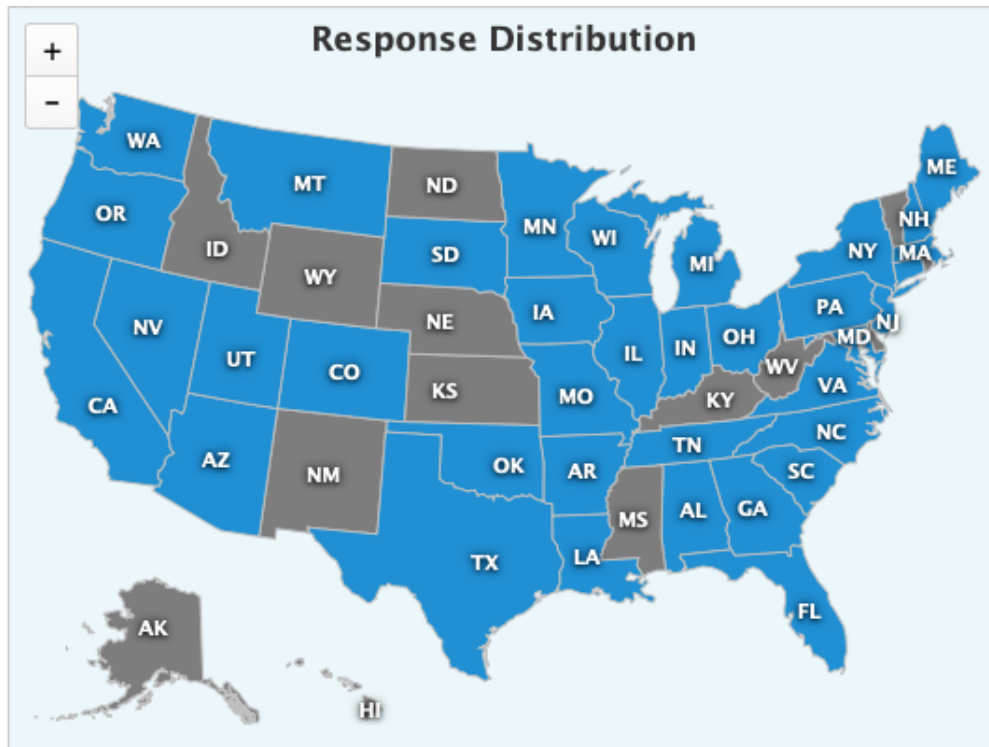 Response Distribution
+
-
WA
MT
ND
ME
OR
MN
NH
ID
SD
WI
NY
MA
WY
MI
NV
NE
IA
PA
NJ
UT
CO
IL
IN
OH
MD
WV
VA
CA
KS
MO
KY
AZ
NM
OK
AR
TN
NC
SC
MS
AL
GA
TX
LA
FL
AK
HI